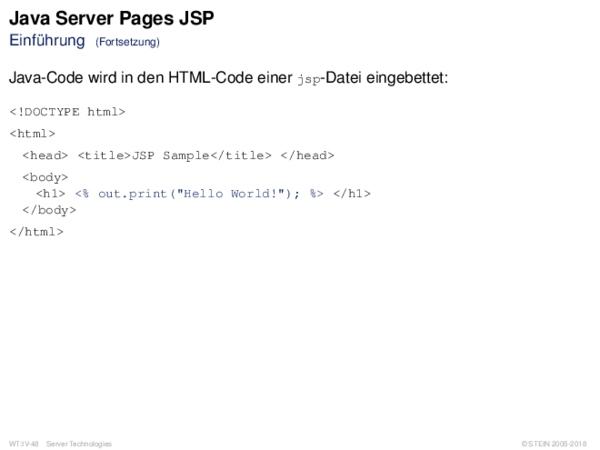 Java Server Pages JSP
Einführung (Fortsetzung)
Java-Code wird in den HTML-Code einer jsp-Datei eingebettet:
<!DOCTYPE html>
<html>
<head> <title>JSP Sample</title> </head>
<body>
<h1> <% out.print("Hello World!"); %> </h1>
</body>
</html>
WT:IV-48 Server Technologies © STEIN 2005-2018